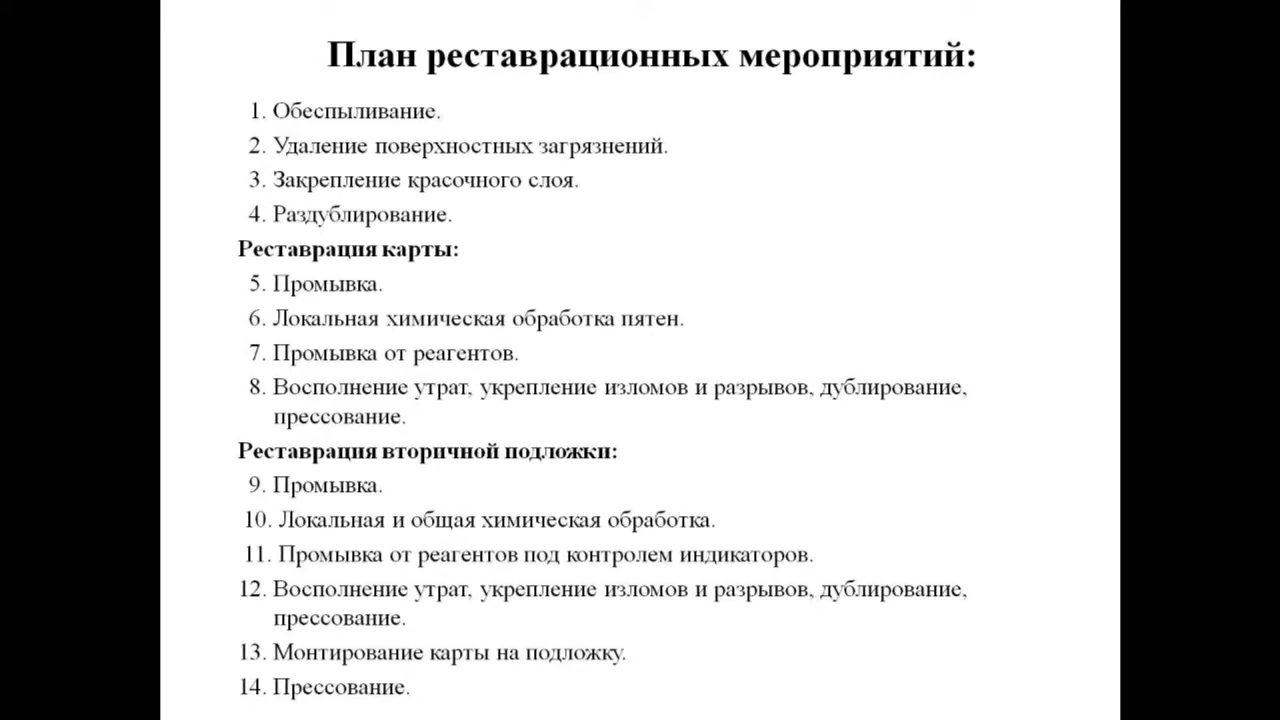 План реставрационных мероприятий:
1. Обеспыливание.
2. Удаление поверхностных загрязнений.
3. Закрепление красочного слоя.
4. Раздублирование.
Реставрация карты:
5. Промывка.
6. Локальная химическая обработка пятен.
7. Промывка от реагентов.
8. Восполнение утрат, укрепление изломов и разрывов, дублирование,
прессование.
Реставрация вторичной подложки:
9. Промывка.
10. Локальная и общая химическая обработка.
11. Промывка от реагентов под контролем индикаторов.
12. Восполнение утрат, укрепление изломов и разрывов, дублирование,
прессование.
13. Монтирование карты на подложку.
14. Прессование.